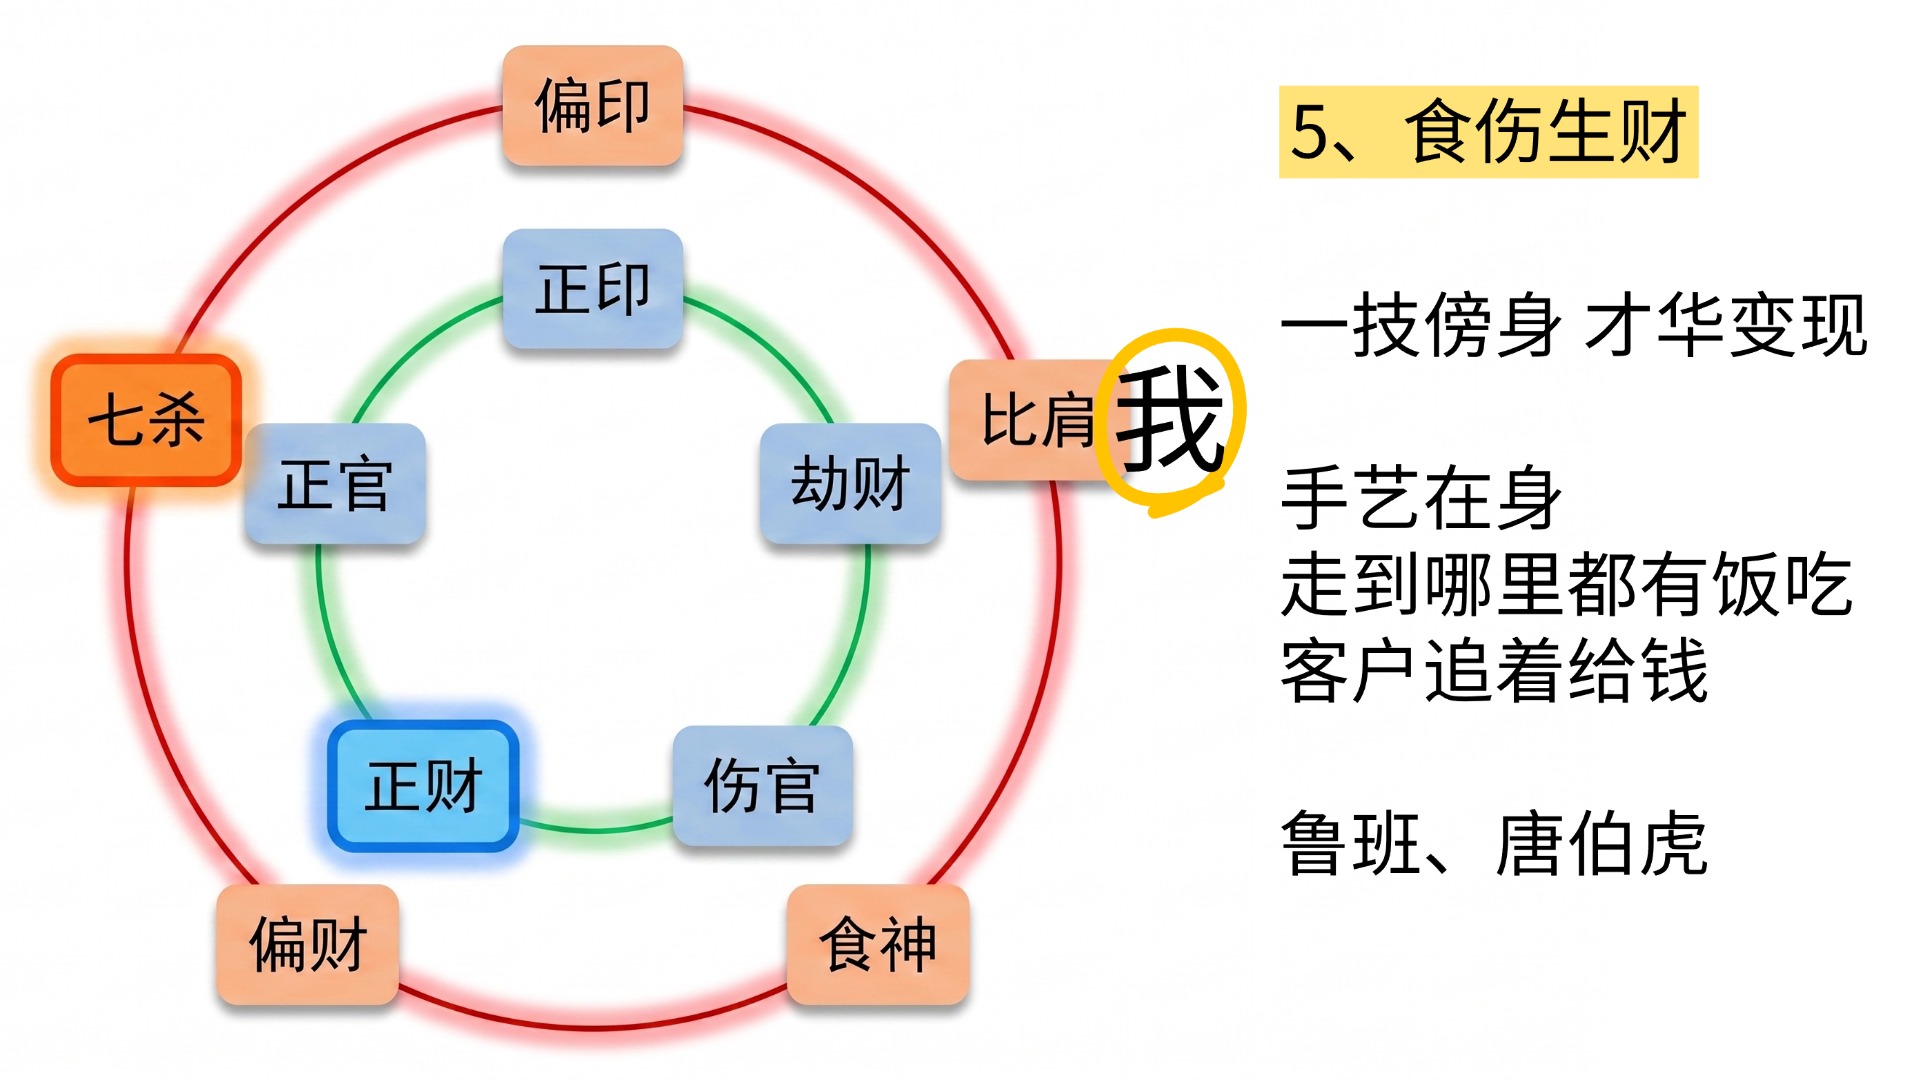 偏印
正印
七杀
正官
劫财
比肩
我
正财
伤官
偏财
食神
5、食伤生财
一技傍身 才华变现
手艺在身
走到哪里都有饭吃
客户追着给钱
鲁班、唐伯虎